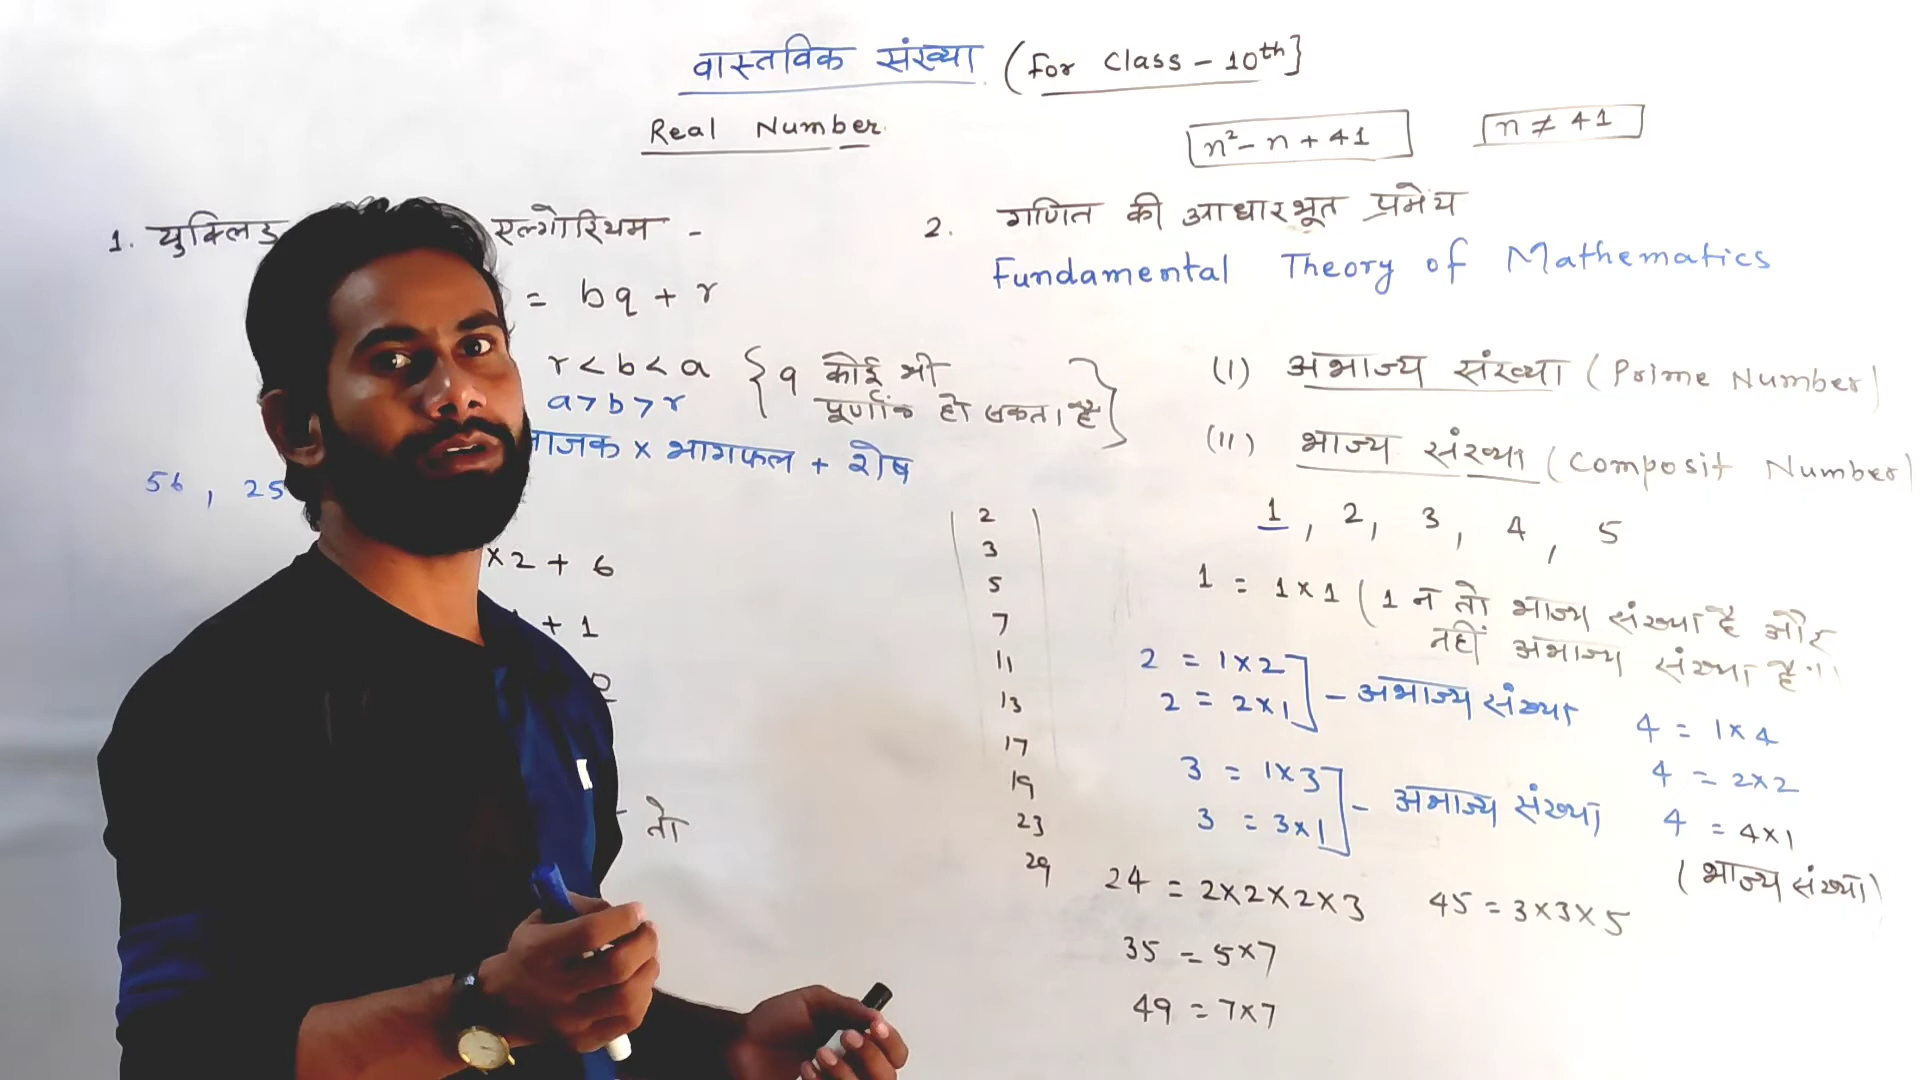 वास्तविक संख्या (for Class - 10th]
Real Number
n² - n + 41
n ≠ 41
1. युक्लिड एल्गोरिथम -
= bq + r
r < b < a { q कोई भी
पूर्णांक हो सकता है }
a > b > r
भाजक × भागफल + शेष
56, 25
×2 + 6
+ 1
0
तो
2. गणित की आधारभूत प्रमेय
Fundamental Theory of Mathematics
(I) अभाज्य संख्या (Prime Number)
(II) भाज्य संख्या (Composit Number)
2
3
5
7
11
13
17
19
23
29
1, 2, 3, 4, 5
1 = 1×1 (1 न तो भाज्य संख्या है और
नहीं अभाज्य संख्या है।)
2 = 1×2
2 = 2×1 ] - अभाज्य संख्या
3 = 1×3
3 = 3×1 ] - अभाज्य संख्या
4 = 1×4
4 = 2×2
4 = 4×1
(भाज्य संख्या)
24 = 2×2×2×3
45 = 3×3×5
35 = 5×7
49 = 7×7